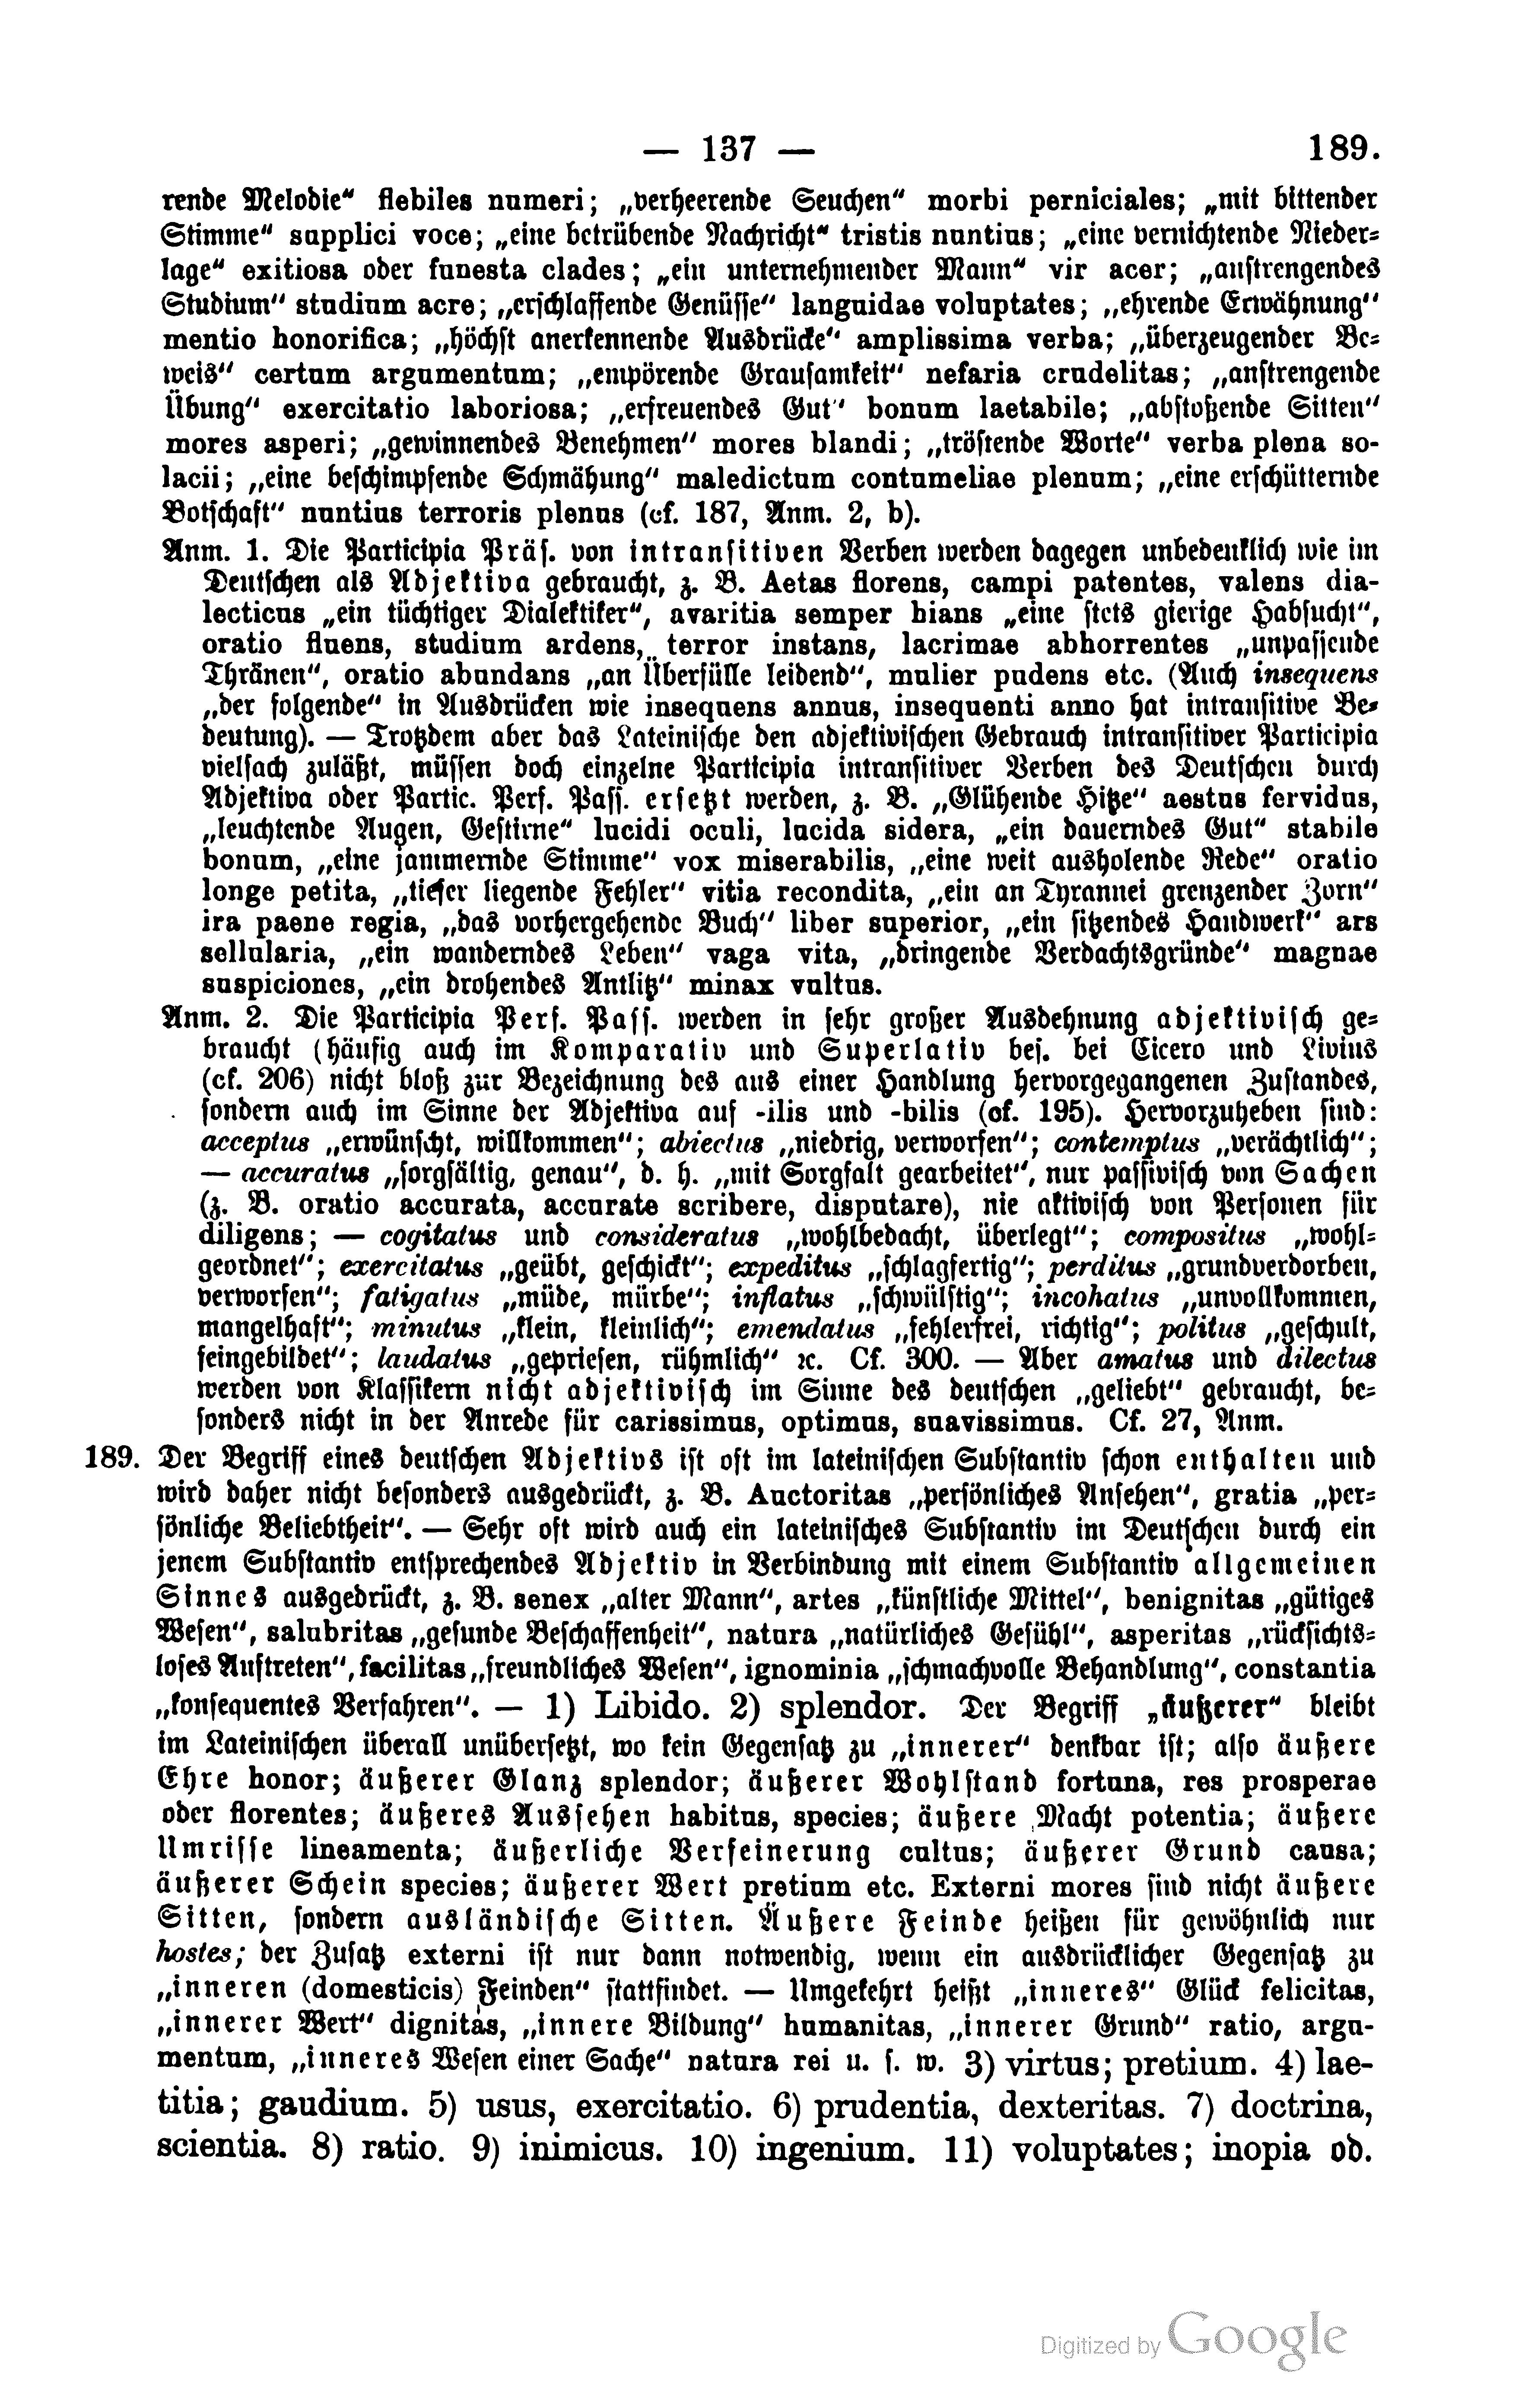 — 137 — 189.
rende Melodie“ flebiles numeri; „verheerende Seuchen“ morbi perniciales; „mit bittender
Stimme“ supplici voce; „eine betrübende Nachricht“ tristis nuntius; „eine vernichtende Nieder-
lage“ exitiosa oder funesta clades; „ein unternehmender Mann“ vir acer; „anstrengendes
Studium“ studium acre; „erschlaffende Genüsse“ languidae voluptates; „ehrende Erwähnung“
mentio honorifica; „höchst anerkennende Ausdrücke“ amplissima verba; „überzeugender Be-
weis“ certum argumentum; „empörende Grausamkeit“ nefaria crudelitas; „anstrengende
Übung“ exercitatio laboriosa; „erfreuendes Gut“ bonum laetabile; „abstoßende Sitten“
mores asperi; „gewinnendes Benehmen“ mores blandi; „tröstende Worte“ verba plena so-
lacii; „eine beschimpfende Schmähung“ maledictum contumeliae plenum; „eine erschütternde
Botschaft“ nuntius terroris plenus (cf. 187, Anm. 2, b).
Anm. 1. Die Participia Präs. von intransitiven Verben werden dagegen unbedenklich wie im
Deutschen als Adjektiva gebraucht, z. B. Aetas florens, campi patentes, valens dia-
lecticus „ein tüchtiger Dialektiker“, avaritia semper hians „eine stets gierige Habsucht“,
oratio fluens, studium ardens, terror instans, lacrimae abhorrentes „unpassende
Thränen“, oratio abundans „an Überfülle leidend“, mulier pudens etc. (Auch insequens
„der folgende“ in Ausdrücken wie insequens annus, insequenti anno hat intransitive Be-
deutung). — Trotzdem aber das Lateinische den adjektivischen Gebrauch intransitiver Participia
vielfach zuläßt, müssen doch einzelne Participia intransitiver Verben des Deutschen durch
Adjektiva oder Partic. Perf. Pass. ersetzt werden, z. B. „Glühende Hitze“ aestus fervidus,
„leuchtende Augen, Gestirne“ lucidi oculi, lucida sidera, „ein dauerndes Gut“ stabile
bonum, „eine jammernde Stimme“ vox miserabilis, „eine weit ausholende Rede“ oratio
longe petita, „tiefer liegende Fehler“ vitia recondita, „ein an Tyrannei grenzender Zorn“
ira paene regia, „das vorhergehende Buch“ liber superior, „ein sitzendes Handwerk“ ars
sellularia, „ein wanderndes Leben“ vaga vita, „dringende Verdachtsgründe“ magnae
suspiciones, „ein drohendes Antlitz“ minax vultus.
Anm. 2. Die Participia Perf. Pass. werden in sehr großer Ausdehnung adjektivisch ge-
braucht (häufig auch im Komparativ und Superlativ bes. bei Cicero und Livius
(cf. 206) nicht bloß zur Bezeichnung des aus einer Handlung hervorgegangenen Zustandes,
sondern auch im Sinne der Adjektiva auf -ilis und -bilis (cf. 195). Hervorzuheben sind:
acceptus „erwünscht, willkommen“; abiectus „niedrig, verworfen“; contemptus „verächtlich“;
— accuratus „sorgfältig, genau“, d. h. „mit Sorgfalt gearbeitet“, nur passivisch von Sachen
(z. B. oratio accurata, accurate scribere, disputare), nie aktivisch von Personen für
diligens; — cogitatus und consideratus „wohlbedacht, überlegt“; compositus „wohl-
geordnet“; exercitatus „geübt, geschickt“; expeditus „schlagfertig“; perditus „grundverdorben,
verworfen“; fatigatus „müde, mürbe“; inflatus „schwülstig“; incohatus „unvollkommen,
mangelhaft“; minutus „klein, kleinlich“; emendatus „fehlerfrei, richtig“; politus „geschult,
feingebildet“; laudatus „gepriesen, rühmlich“ ꝛc. Cf. 300. — Aber amatus und dilectus
werden von Klassikern nicht adjektivisch im Sinne des deutschen „geliebt“ gebraucht, be-
sonders nicht in der Anrede für carissimus, optimus, suavissimus. Cf. 27, Anm.
189. Der Begriff eines deutschen Adjektivs ist oft im lateinischen Substantiv schon enthalten und
wird daher nicht besonders ausgedrückt, z. B. Auctoritas „persönliches Ansehen“, gratia „per-
sönliche Beliebtheit“. — Sehr oft wird auch ein lateinisches Substantiv im Deutschen durch ein
jenem Substantiv entsprechendes Adjektiv in Verbindung mit einem Substantiv allgemeinen
Sinnes ausgedrückt, z. B. senex „alter Mann“, artes „künstliche Mittel“, benignitas „gütiges
Wesen“, salubritas „gesunde Beschaffenheit“, natura „natürliches Gefühl“, asperitas „rücksichts-
loses Auftreten“, facilitas „freundliches Wesen“, ignominia „schmachvolle Behandlung“, constantia
„konsequentes Verfahren“. — 1) Libido. 2) splendor. Der Begriff „äußerer“ bleibt
im Lateinischen überall unübersetzt, wo kein Gegensatz zu „innerer“ denkbar ist; also äußere
Ehre honor; äußerer Glanz splendor; äußerer Wohlstand fortuna, res prosperae
oder florentes; äußeres Aussehen habitus, species; äußere Macht potentia; äußere
Umrisse lineamenta; äußerliche Verfeinerung cultus; äußerer Grund causa;
äußerer Schein species; äußerer Wert pretium etc. Externi mores sind nicht äußere
Sitten, sondern ausländische Sitten. Äußere Feinde heißen für gewöhnlich nur
hostes; der Zusatz externi ist nur dann notwendig, wenn ein ausdrücklicher Gegensatz zu
„inneren (domesticis) Feinden“ stattfindet. — Umgekehrt heißt „inneres“ Glück felicitas,
„innerer Wert“ dignitas, „innere Bildung“ humanitas, „innerer Grund“ ratio, argu-
mentum, „inneres Wesen einer Sache“ natura rei u. s. w. 3) virtus; pretium. 4) lae-
titia; gaudium. 5) usus, exercitatio. 6) prudentia, dexteritas. 7) doctrina,
scientia. 8) ratio. 9) inimicus. 10) ingenium. 11) voluptates; inopia od.
Digitized by Google